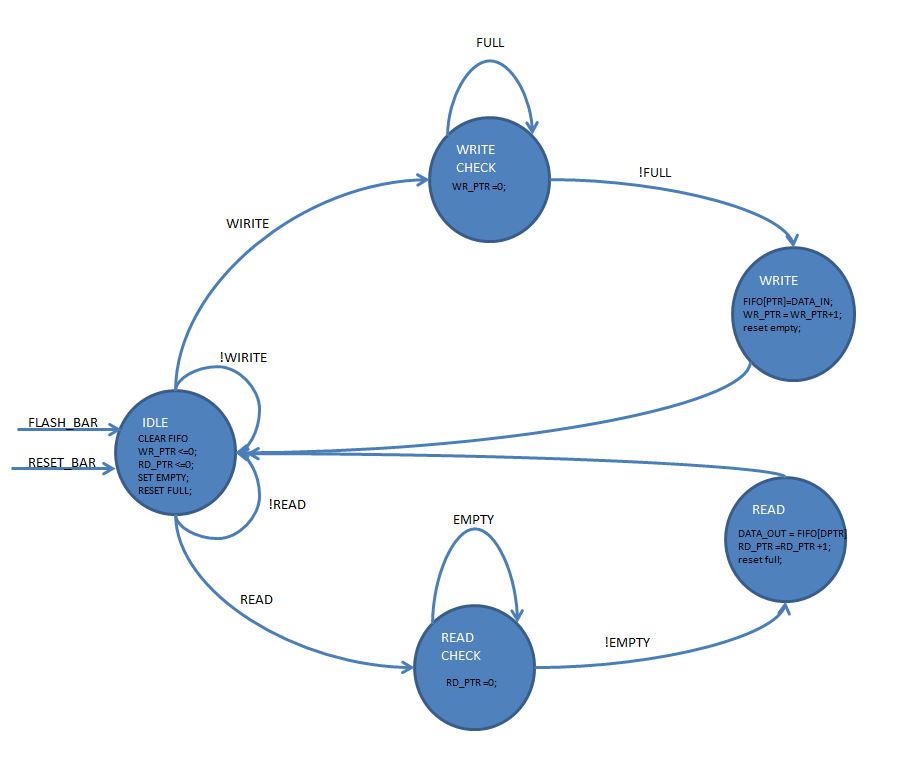 FULL
WRITE
CHECK
WR_PTR =0;
!FULL
WIRITE
WRITE
FIFO[PTR]=DATA_IN;
WR_PTR = WR_PTR+1;
reset empty;
!WIRITE
FLASH_BAR
RESET_BAR
IDLE
CLEAR FIFO
WR_PTR <=0;
RD_PTR <=0;
SET EMPTY;
RESET FULL;
!READ
READ
EMPTY
READ
CHECK
RD_PTR =0;
!EMPTY
READ
DATA_OUT = FIFO[DPTR]
RD_PTR =RD_PTR +1;
reset full;